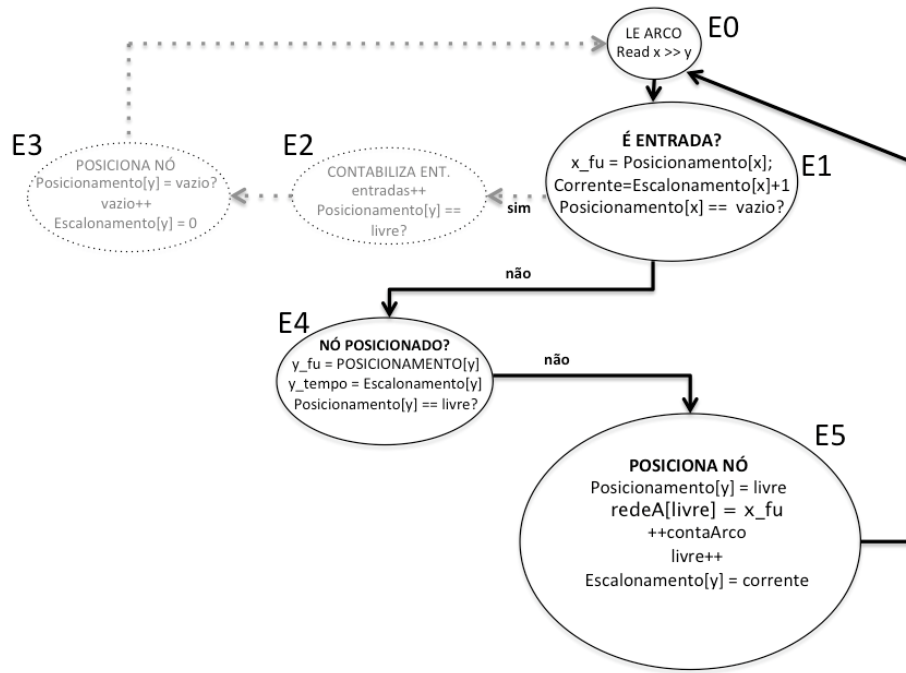 E0
LE ARCO
Read x >> y
E1
É ENTRADA?
x_fu = Posicionamento[x];
Corrente=Escalonamento[x]+1
Posicionamento[x] == vazio?
sim
E2
CONTABILIZA ENT.
entradas++
Posicionamento[y] ==
livre?
E3
POSICIONA NÓ
Posicionamento[y] = vazio?
vazio++
Escalonamento[y] = 0
não
E4
NÓ POSICIONADO?
y_fu = POSICIONAMENTO[y]
y_tempo = Escalonamento[y]
Posicionamento[y] == livre?
não
E5
POSICIONA NÓ
Posicionamento[y] = livre
redeA[livre] = x_fu
++contaArco
livre++
Escalonamento[y] = corrente